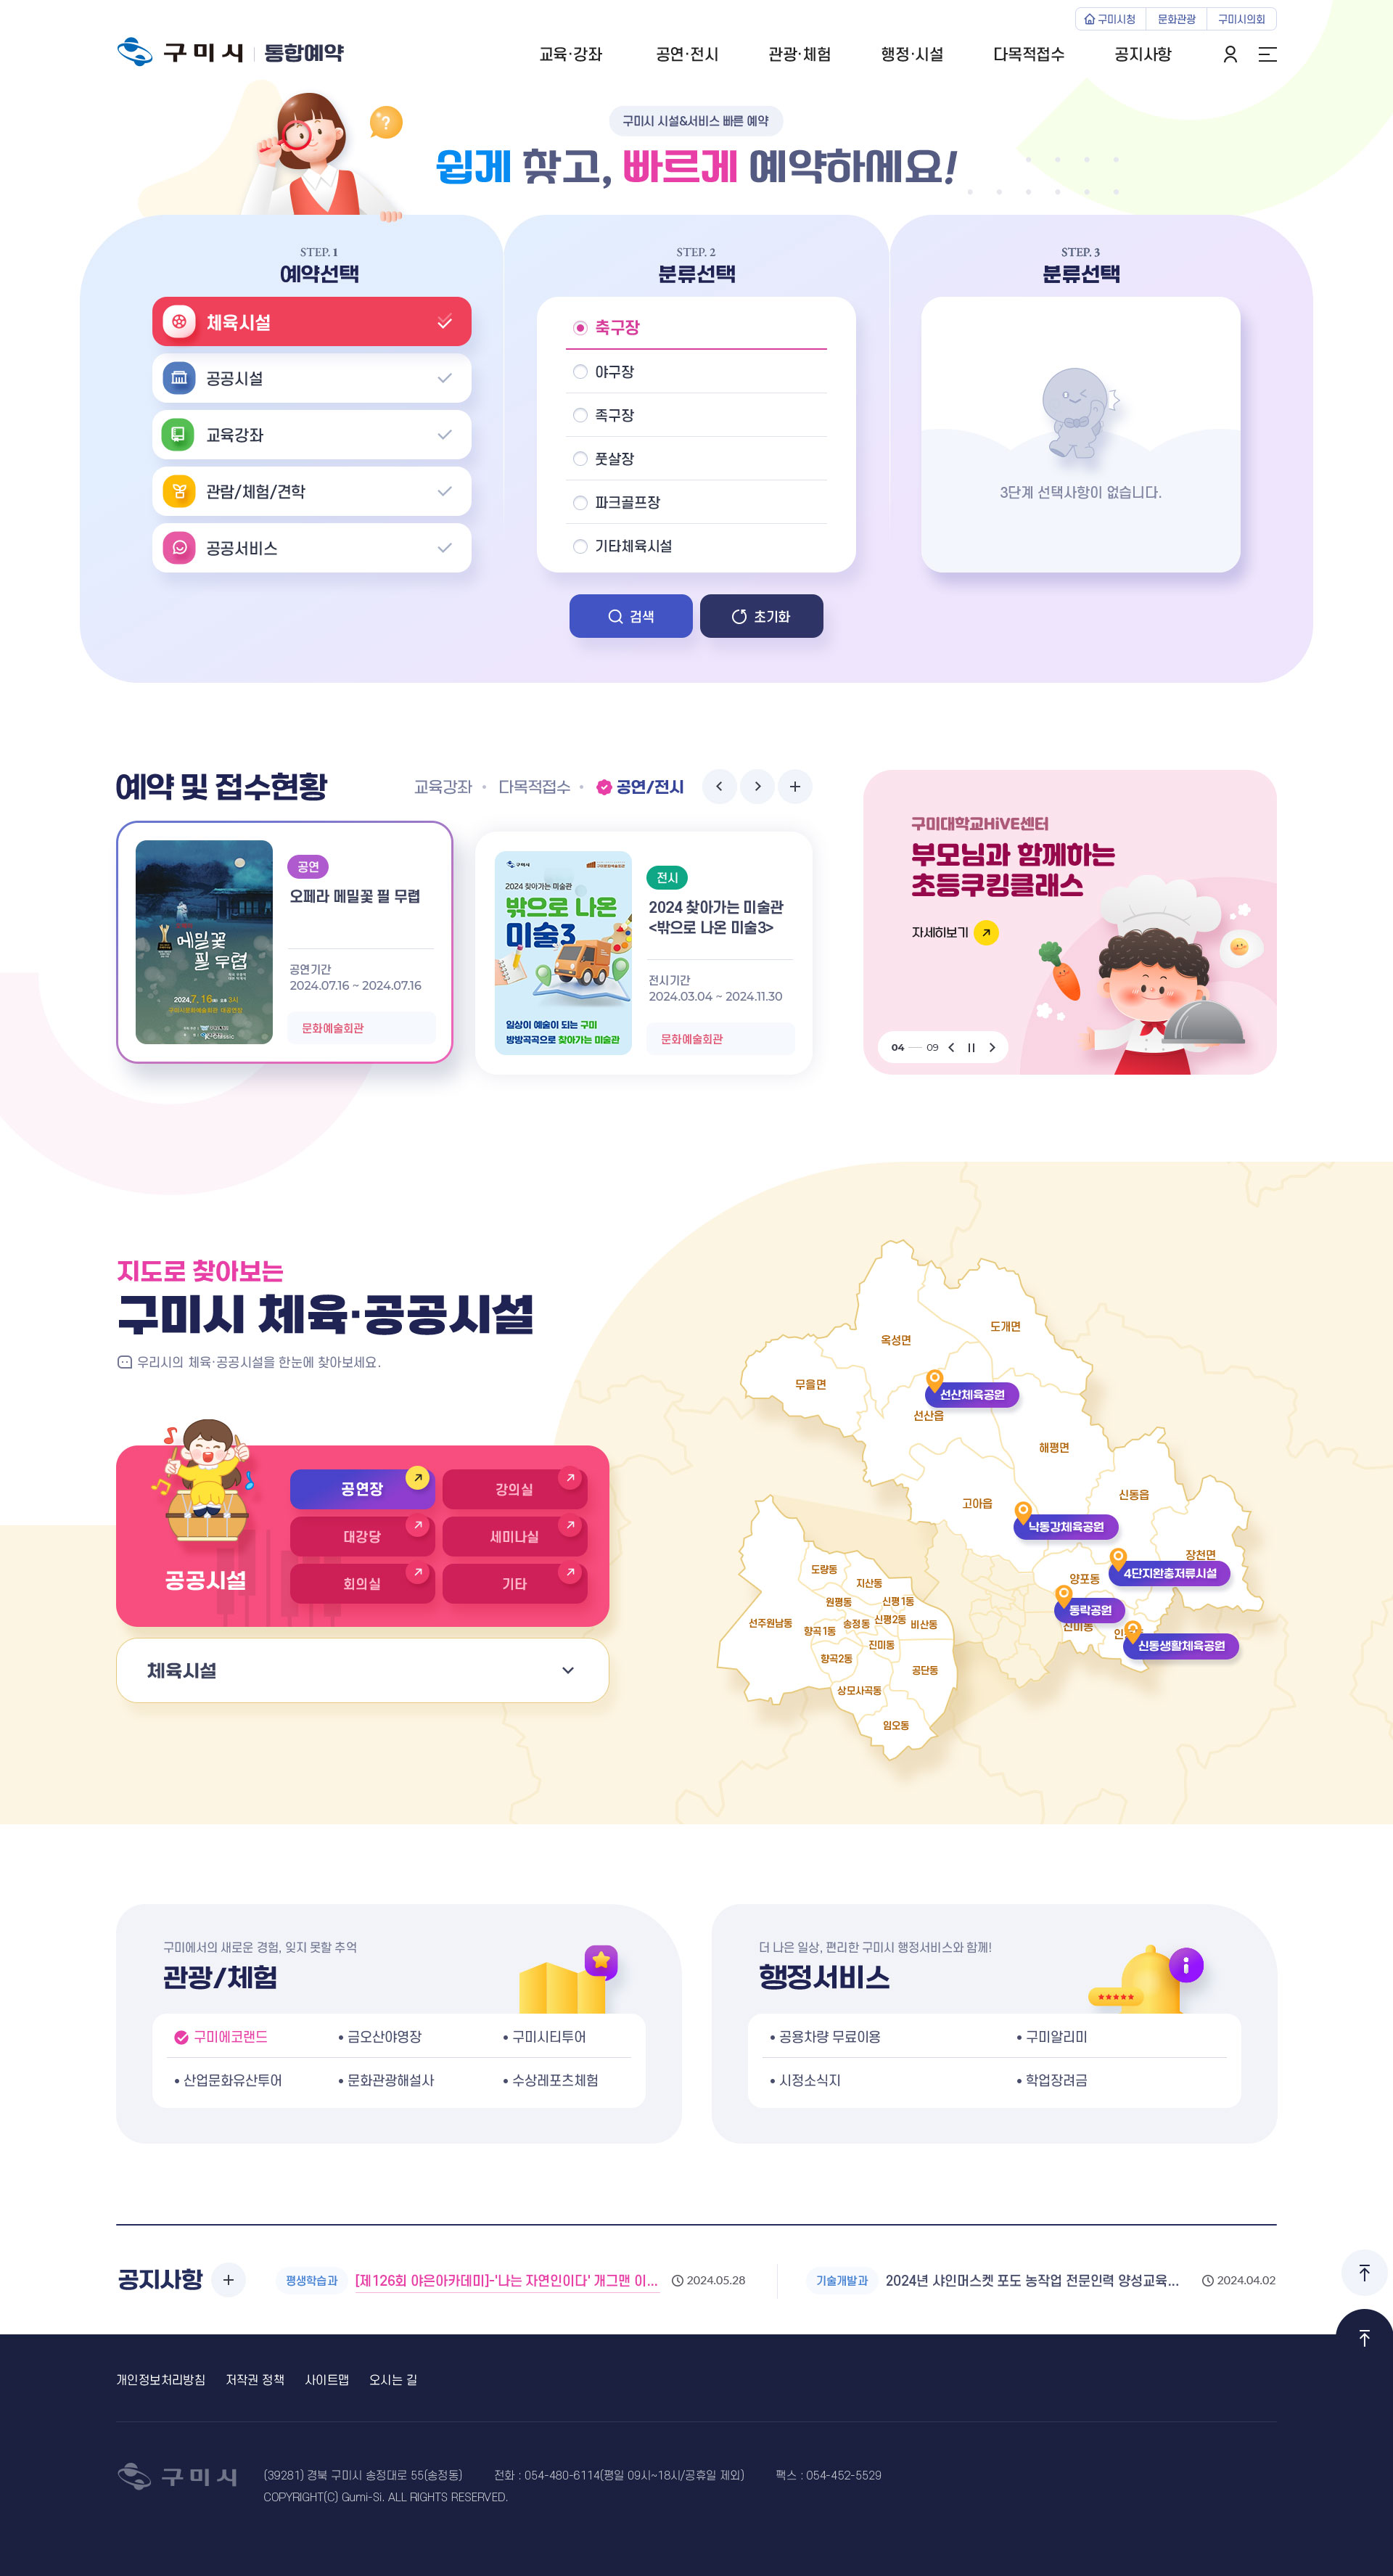 구미시청 문화관광 구미시의회
구미시 통합예약
교육·강좌 공연·전시 관광·체험 행정·시설 다목적접수 공지사항
구미시 시설&서비스 빠른 예약
쉽게 찾고, 빠르게 예약하세요!
STEP. 1
예약선택
체육시설
공공시설
교육강좌
관람/체험/견학
공공서비스
STEP. 2
분류선택
축구장
야구장
족구장
풋살장
파크골프장
기타체육시설
STEP. 3
분류선택
3단계 선택사항이 없습니다.
검색 초기화
예약 및 접수현황
교육강좌 다목적접수 공연/전시
메밀꽃
필 무렵
2024.7. 16(화) 오후 3시
구미시문화예술회관 대공연장
K-Classic
공연
오페라 메밀꽃 필 무렵
공연기간
2024.07.16 ~ 2024.07.16
문화예술회관
구미시
2024 찾아가는 미술관
밖으로 나온
미술3
일상이 예술이 되는 구미
방방곡곡으로 찾아가는 미술관
전시
2024 찾아가는 미술관
<밖으로 나온 미술3>
전시기간
2024.03.04 ~ 2024.11.30
문화예술회관
구미대학교HiVE센터
부모님과 함께하는
초등쿠킹클래스
자세히보기
04 09
지도로 찾아보는
구미시 체육·공공시설
우리시의 체육·공공시설을 한눈에 찾아보세요.
공공시설
공연장 강의실
대강당 세미나실
회의실 기타
체육시설
옥성면
도개면
무을면
선산체육공원
선산읍
해평면
고아읍
신동읍
낙동강체육공원
장천면
4단지완충저류시설
양포동
동락공원
진미동
신동생활체육공원
도량동
지산동
원평동
신평1동
선주원남동
형곡1동
송정동
신평2동
비산동
진미동
형곡2동
공단동
상모사곡동
임오동
구미에서의 새로운 경험, 잊지 못할 추억
관광/체험
구미에코랜드 • 금오산야영장 • 구미시티투어
• 산업문화유산투어 • 문화관광해설사 • 수상레포츠체험
더 나은 일상, 편리한 구미시 행정서비스와 함께!
행정서비스
• 공용차량 무료이용 • 구미알리미
• 시정소식지 • 학업장려금
공지사항
평생학습과 [제126회 야은아카데미]-'나는 자연인이다' 개그맨 이... 2024.05.28
기술개발과 2024년 샤인머스켓 포도 농작업 전문인력 양성교육... 2024.04.02
개인정보처리방침 저작권 정책 사이트맵 오시는 길
구미시
(39281) 경북 구미시 송정대로 55(송정동) 전화 : 054-480-6114(평일 09시~18시/공휴일 제외) 팩스 : 054-452-5529
COPYRIGHT(C) Gumi-Si. ALL RIGHTS RESERVED.